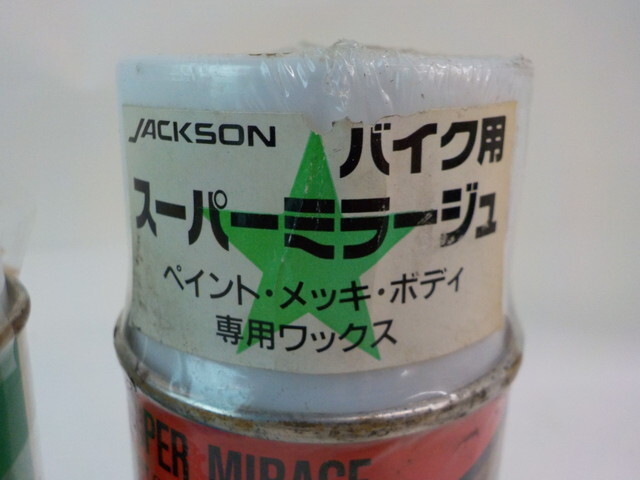 JACKSON
バイク用
スーパーミラージュ
ペイント・メッキ・ボディ
専用ワックス
PER MIRAGE